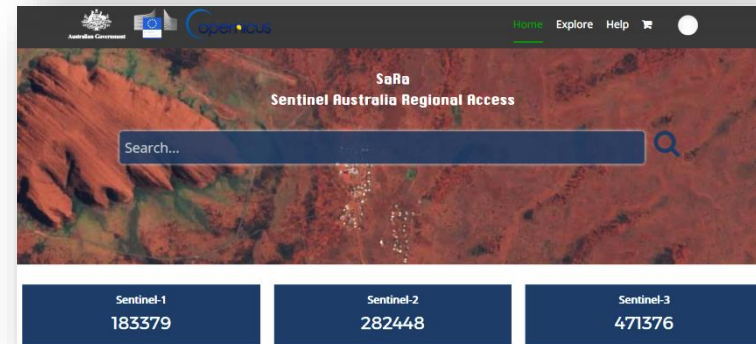 Australian Government
opernicus
Home Explore Help
SaRa
Sentinel Australia Regional Access
Search...
Sentinel-1 Sentinel-2 Sentinel-3
183379 282448 471376